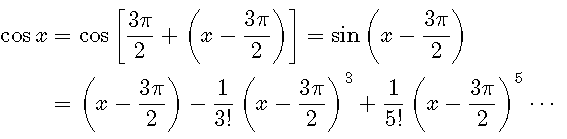 cos x = cos [ 3π/2 + ( x − 3π/2 ) ] = sin ( x − 3π/2 )
= ( x − 3π/2 ) − 1/3! ( x − 3π/2 )³ + 1/5! ( x − 3π/2 )⁵ ⋯